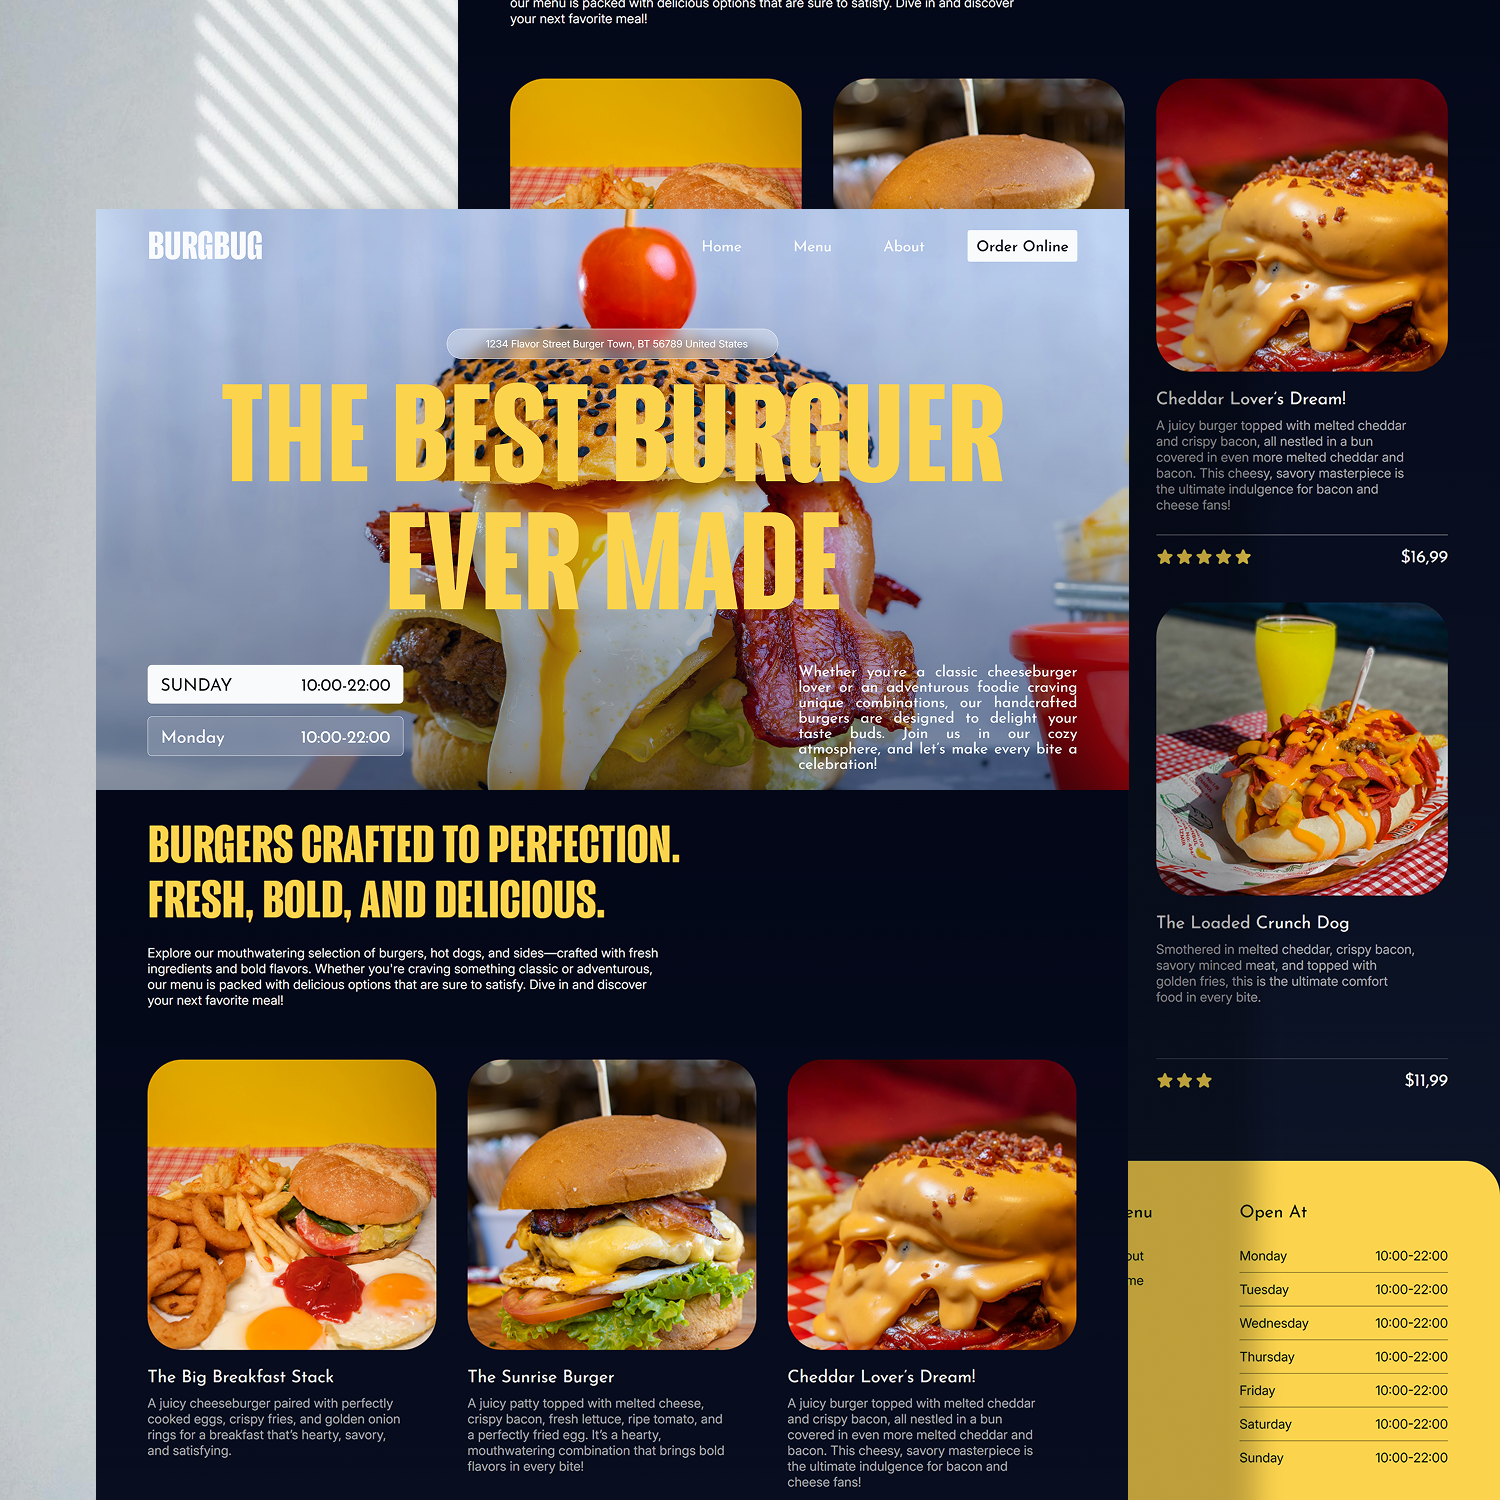 our menu is packed with delicious options that are sure to satisfy. Dive in and discover
your next favorite meal!
BURGBUG
Home
Menu
About
Order Online
1234 Flavor Street Burger Town, BT 56789 United States
THE BEST BURGUER
EVER MADE
SUNDAY 10:00-22:00
Monday 10:00-22:00
Whether you're a classic cheeseburger
lover or an adventurous foodie craving
unique combinations, our handcrafted
burgers are designed to delight your
taste buds. Join us in our cozy
atmosphere, and let's make every bite a
celebration!
BURGERS CRAFTED TO PERFECTION.
FRESH, BOLD, AND DELICIOUS.
Explore our mouthwatering selection of burgers, hot dogs, and sides—crafted with fresh
ingredients and bold flavors. Whether you're craving something classic or adventurous,
our menu is packed with delicious options that are sure to satisfy. Dive in and discover
your next favorite meal!
The Big Breakfast Stack
A juicy cheeseburger paired with perfectly
cooked eggs, crispy fries, and golden onion
rings for a breakfast that's hearty, savory,
and satisfying.
The Sunrise Burger
A juicy patty topped with melted cheese,
crispy bacon, fresh lettuce, ripe tomato, and
a perfectly fried egg. It's a hearty,
mouthwatering combination that brings bold
flavors in every bite!
Cheddar Lover's Dream!
A juicy burger topped with melted cheddar
and crispy bacon, all nestled in a bun
covered in even more melted cheddar and
bacon. This cheesy, savory masterpiece is
the ultimate indulgence for bacon and
cheese fans!
Cheddar Lover's Dream!
A juicy burger topped with melted cheddar
and crispy bacon, all nestled in a bun
covered in even more melted cheddar and
bacon. This cheesy, savory masterpiece is
the ultimate indulgence for bacon and
cheese fans!
$16,99
The Loaded Crunch Dog
Smothered in melted cheddar, crispy bacon,
savory minced meat, and topped with
golden fries, this is the ultimate comfort
food in every bite.
$11,99
enu
out
me
Open At
Monday 10:00-22:00
Tuesday 10:00-22:00
Wednesday 10:00-22:00
Thursday 10:00-22:00
Friday 10:00-22:00
Saturday 10:00-22:00
Sunday 10:00-22:00